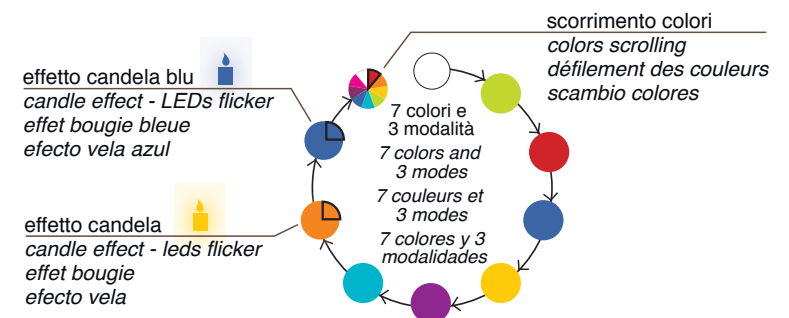 scorrimento colori
colors scrolling
défilement des couleurs
scambio colores
effetto candela blu
candle effect - LEDs flicker
effet bougie bleue
efecto vela azul
7 colori e
3 modalità
7 colors and
3 modes
7 couleurs et
3 modes
7 colores y 3
modalidades
effetto candela
candle effect - leds flicker
effet bougie
efecto vela